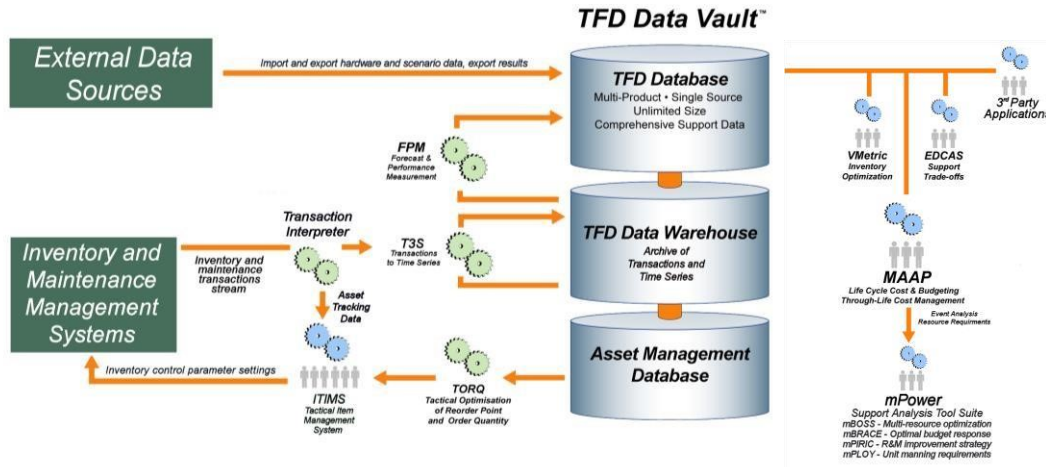 TFD Data Vault™
External Data
Sources
Import and export hardware and scenario data, export results
TFD Database
Multi-Product • Single Source
Unlimited Size
Comprehensive Support Data
3rd Party
Applications
VMetric
Inventory
Optimization
EDCAS
Support
Trade-offs
FPM
Forecast &
Performance
Measurement
Transaction
Interpreter
Inventory and
Maintenance
Management
Systems
Inventory and
maintenance
transactions
stream
T3S
Transactions
to Time Series
TFD Data Warehouse
Archive of
Transactions and
Time Series
MAAP
Life Cycle Cost & Budgeting
Through-Life Cost Management
Asset
Tracking
Data
Event Analysis
Resource Requirments
Asset Management
Database
Inventory control parameter settings
ITIMS
Tactical Item
Management
System
TORQ
Tactical Optimisation
of Reorder Point
and Order Quantity
mPower
Support Analysis Tool Suite
mBOSS - Multi-resource optimization
mBRACE - Optimal budget response
mPIRIC - R&M improvement strategy
mPLOY - Unit manning requirements